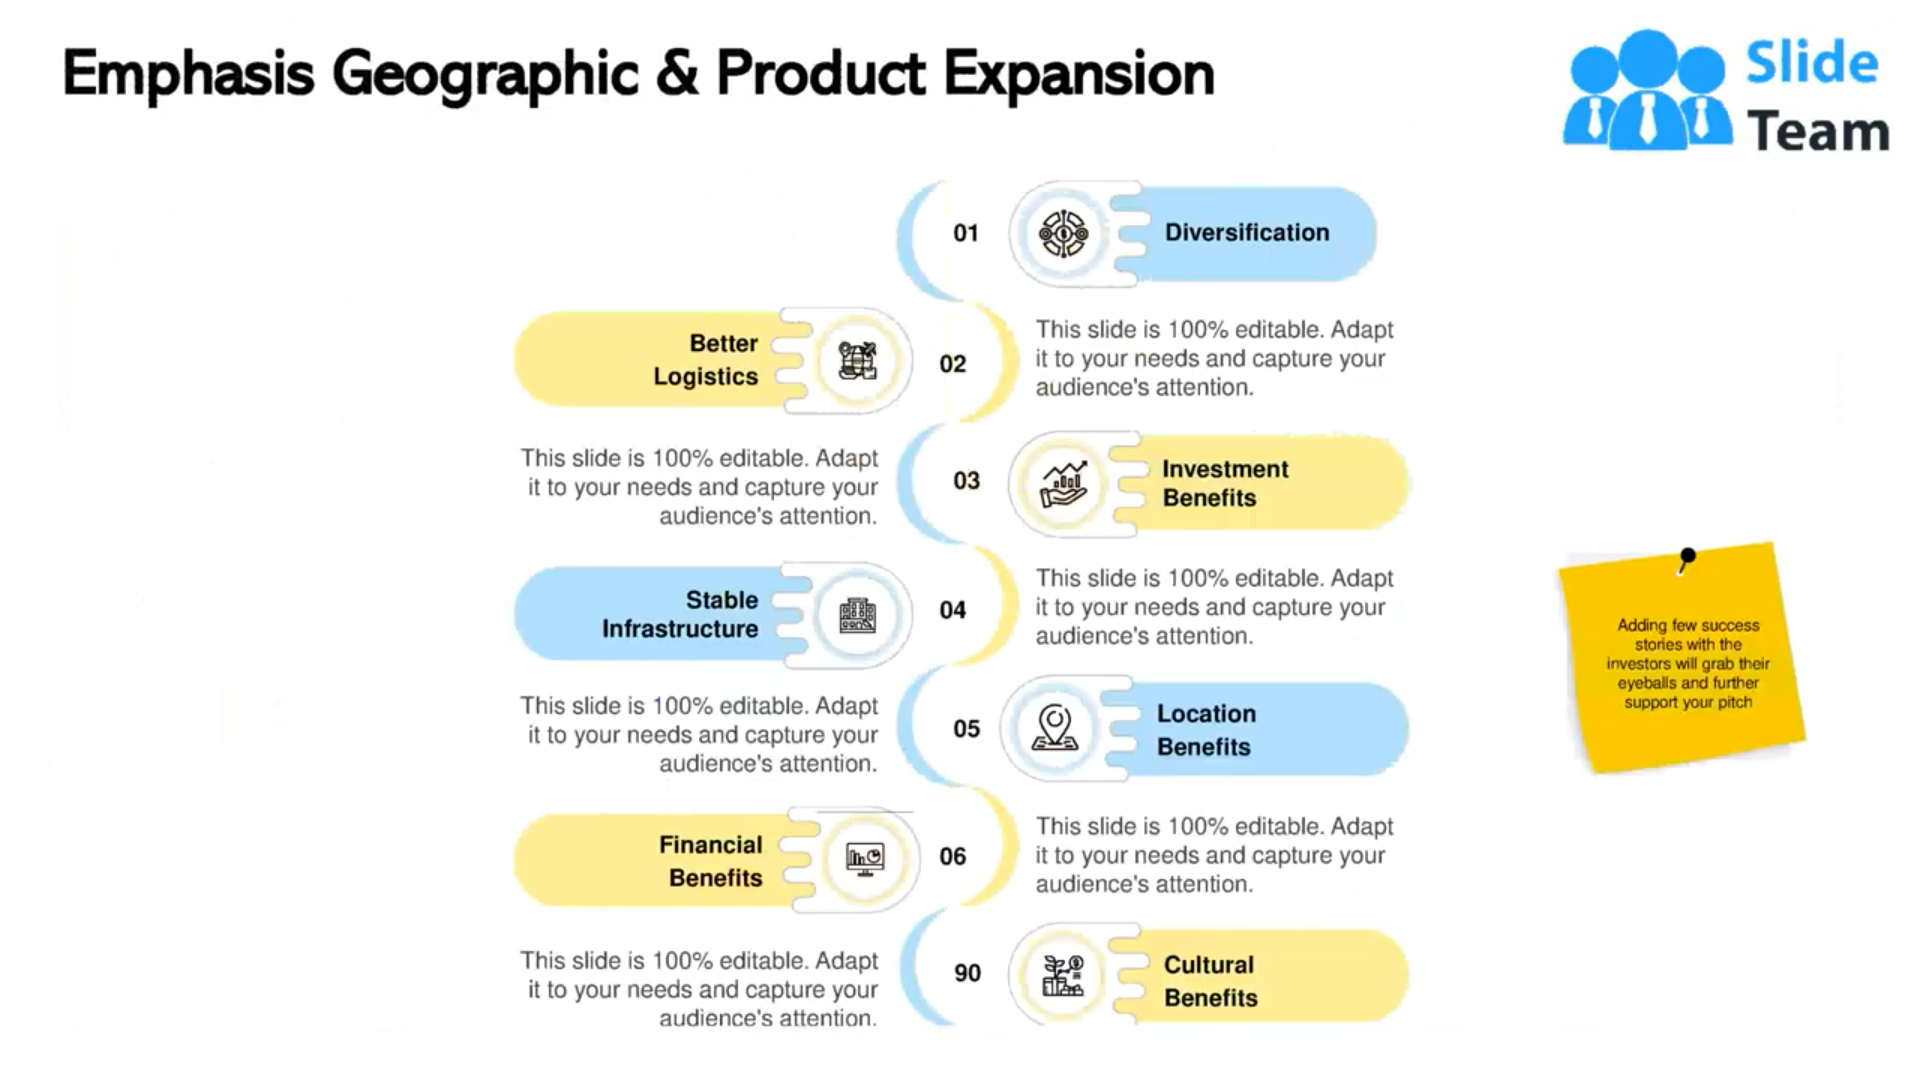 Emphasis Geographic & Product Expansion
Slide
Team
01
Diversification
This slide is 100% editable. Adapt
it to your needs and capture your
audience's attention.
Better
Logistics
02
This slide is 100% editable. Adapt
it to your needs and capture your
audience's attention.
03
Investment
Benefits
This slide is 100% editable. Adapt
it to your needs and capture your
audience's attention.
Stable
Infrastructure
04
This slide is 100% editable. Adapt
it to your needs and capture your
audience's attention.
05
Location
Benefits
This slide is 100% editable. Adapt
it to your needs and capture your
audience's attention.
Financial
Benefits
06
This slide is 100% editable. Adapt
it to your needs and capture your
audience's attention.
90
Cultural
Benefits
Adding few success
stories with the
investors will grab their
eyeballs and further
support your pitch